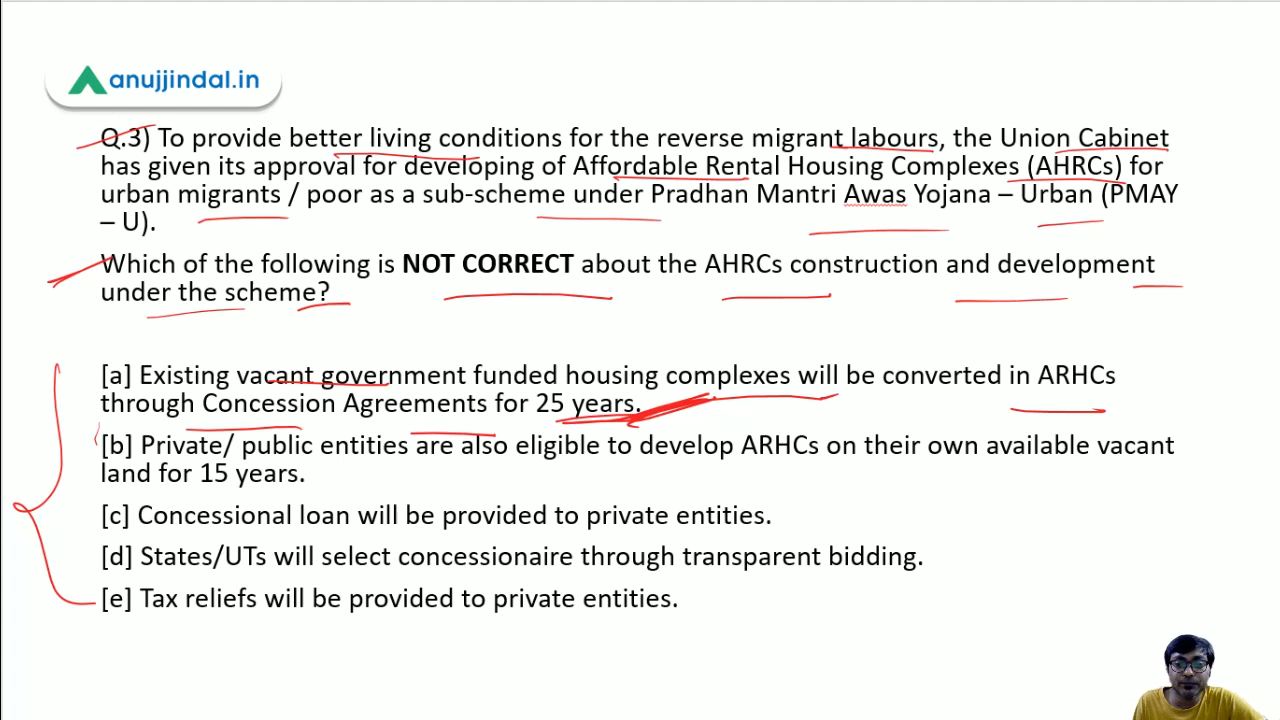 anujjindal.in
Q.3) To provide better living conditions for the reverse migrant labours, the Union Cabinet
has given its approval for developing of Affordable Rental Housing Complexes (AHRCs) for
urban migrants / poor as a sub-scheme under Pradhan Mantri Awas Yojana – Urban (PMAY
– U).
Which of the following is NOT CORRECT about the AHRCs construction and development
under the scheme?
[a] Existing vacant government funded housing complexes will be converted in ARHCs
through Concession Agreements for 25 years.
[b] Private/ public entities are also eligible to develop ARHCs on their own available vacant
land for 15 years.
[c] Concessional loan will be provided to private entities.
[d] States/UTs will select concessionaire through transparent bidding.
[e] Tax reliefs will be provided to private entities.